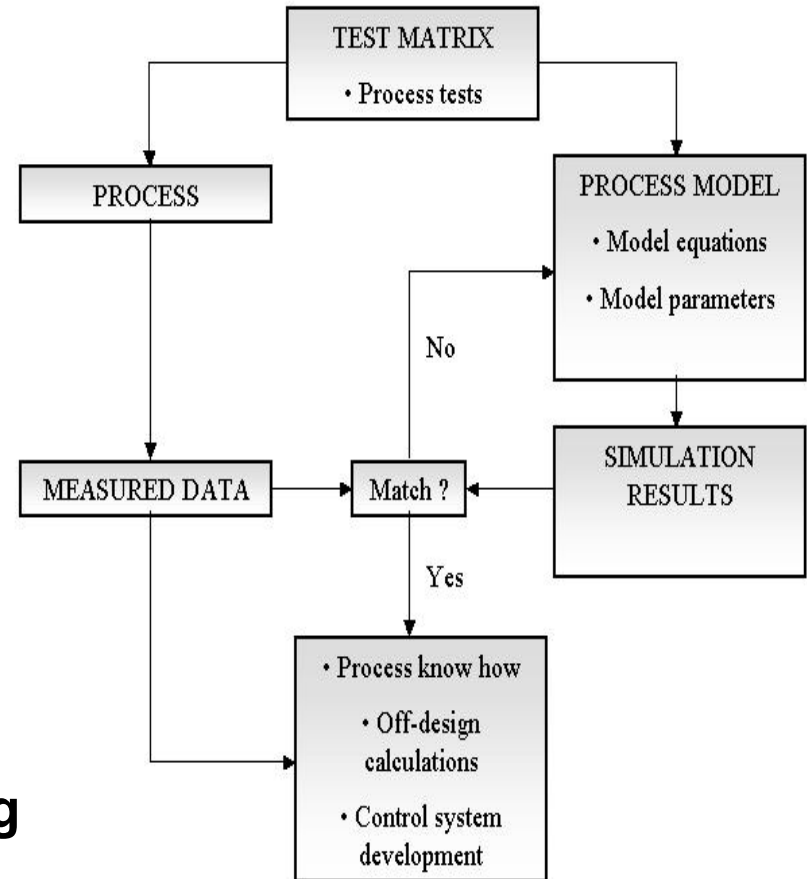 TEST MATRIX
• Process tests
PROCESS
PROCESS MODEL
• Model equations
• Model parameters
No
MEASURED DATA
Match ?
SIMULATION
RESULTS
Yes
• Process know how
• Off-design
calculations
• Control system
development
g